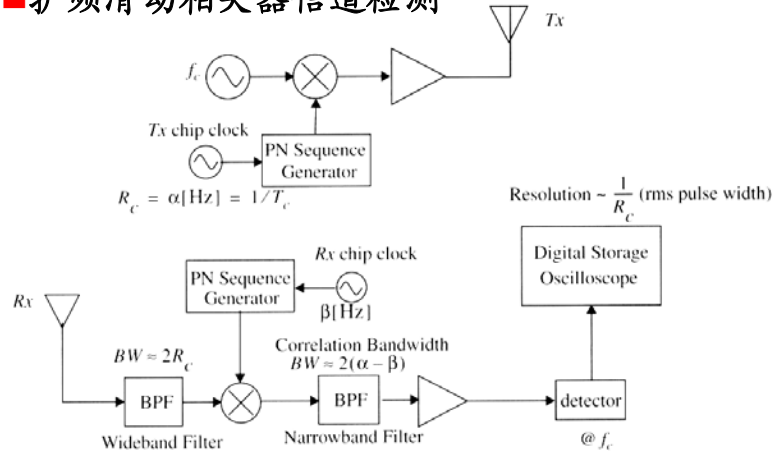 ■扩频滑动相关器信道检测
Tx
f_c
Tx chip clock
PN Sequence
Generator
R_c = α[Hz] = 1/T_c
Resolution ~ 1/R_c (rms pulse width)
Digital Storage
Oscilloscope
Rx chip clock
PN Sequence
Generator
β[Hz]
Rx
Correlation Bandwidth
BW ≈ 2(α − β)
BW ≈ 2R_c
BPF
BPF
detector
Wideband Filter
Narrowband Filter
@ f_c